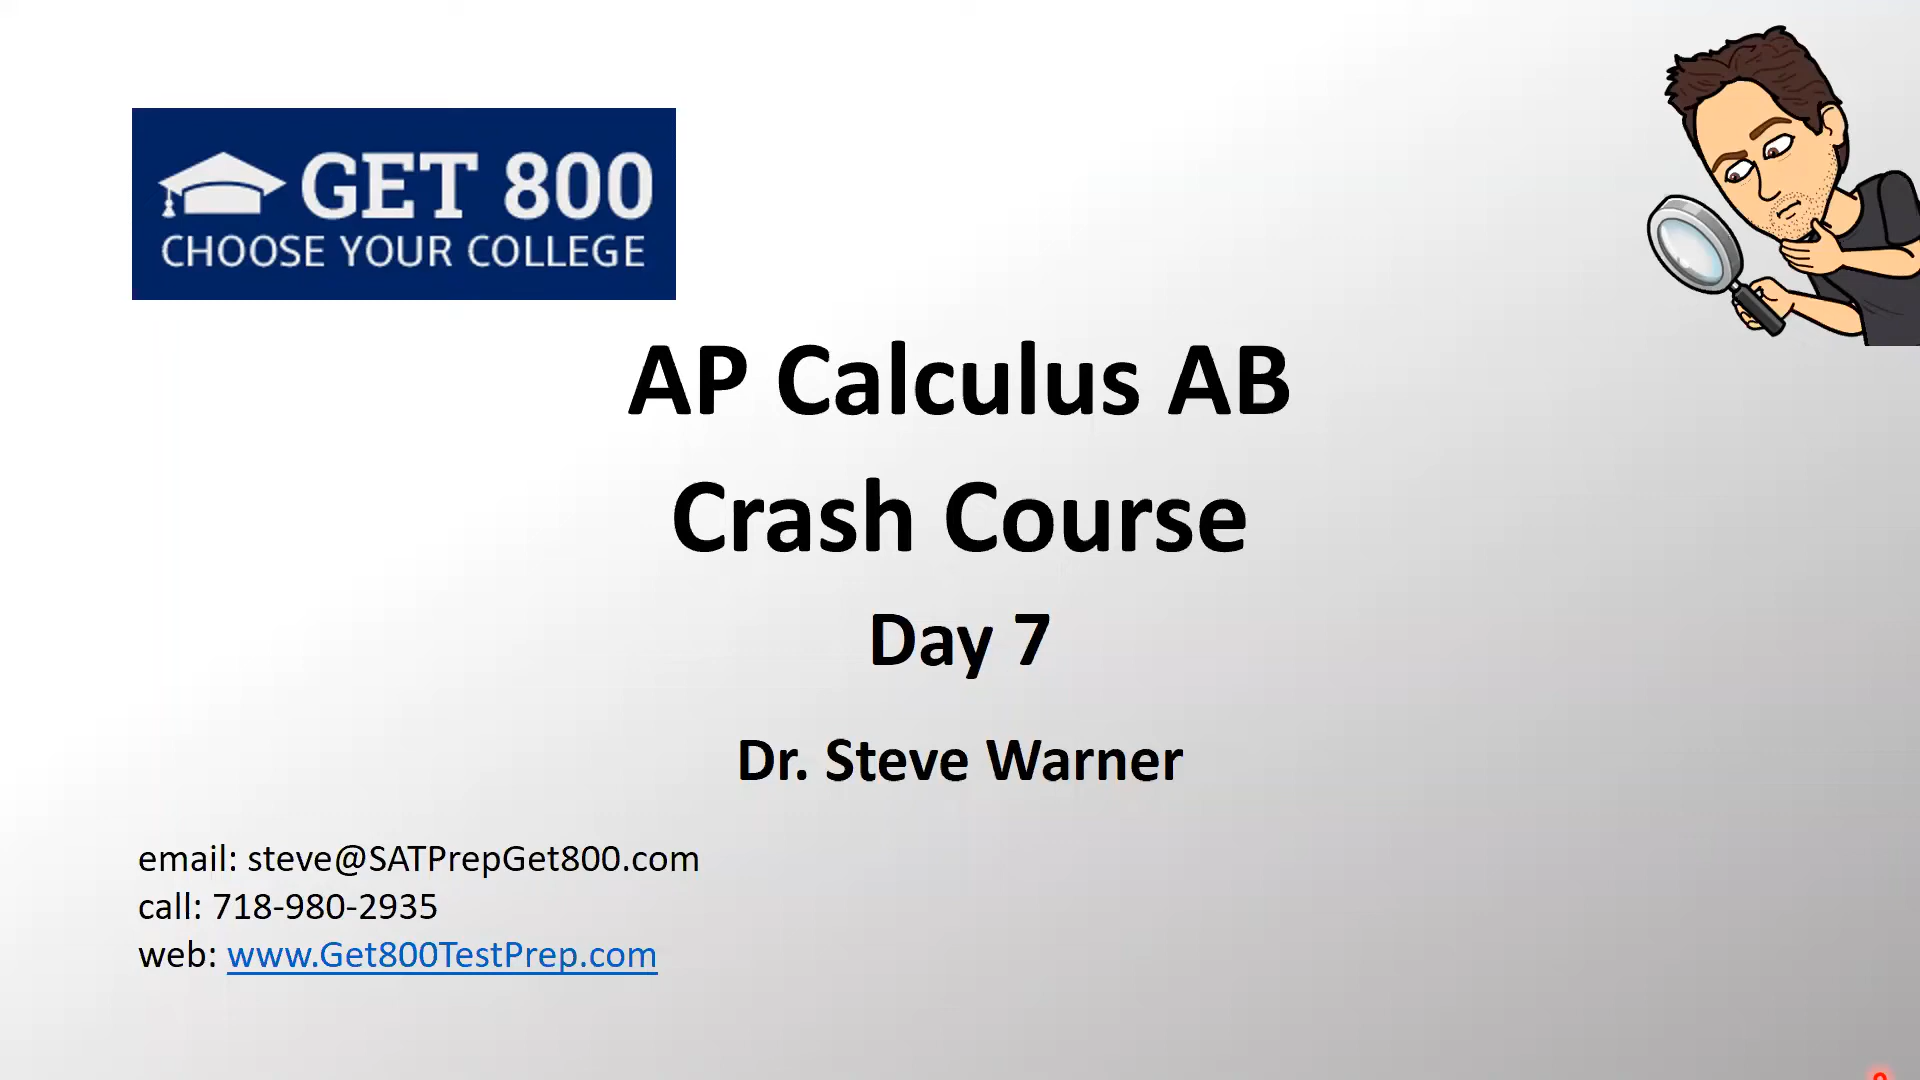 GET 800
CHOOSE YOUR COLLEGE
AP Calculus AB
Crash Course
Day 7
Dr. Steve Warner
email: steve@SATPrepGet800.com
call: 718-980-2935
web: www.Get800TestPrep.com